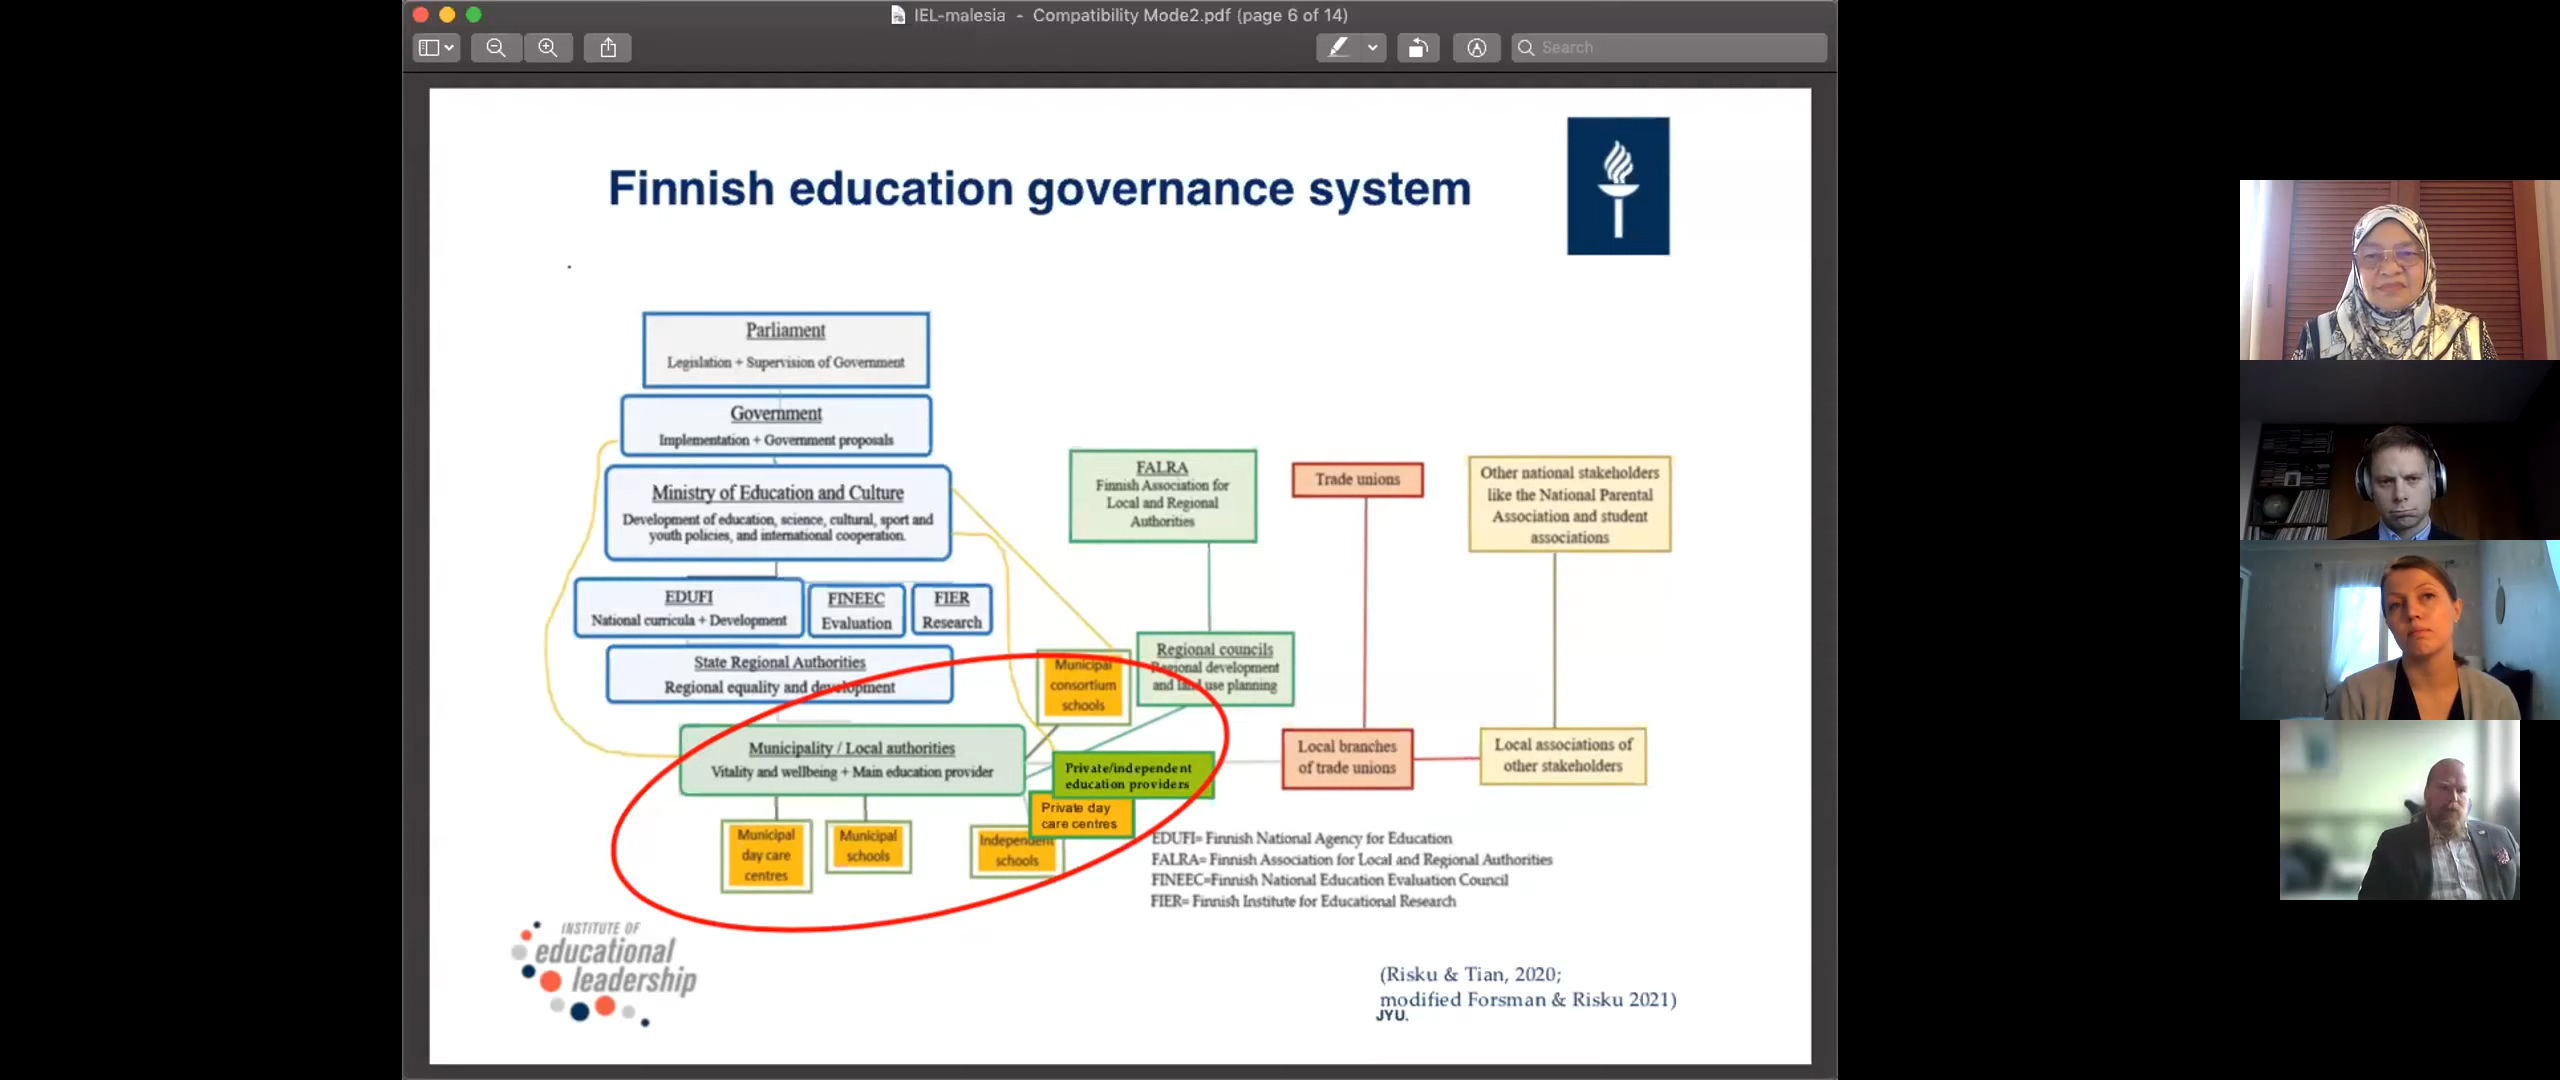 IEL-malesia - Compatibility Mode2.pdf (page 6 of 14)
Search
Finnish education governance system
Parliament
Legislation + Supervision of Government
Government
Implementation + Government proposals
Ministry of Education and Culture
Development of education, science, cultural, sport and
youth policies, and international cooperation.
EDUFI
National curricula + Development
FINEEC
Evaluation
FIER
Research
State Regional Authorities
Regional equality and development
FALRA
Finnish Association for
Local and Regional
Authorities
Trade unions
Other national stakeholders
like the National Parental
Association and student
associations
Municipal
consortium
schools
Regional councils
Regional development
and land use planning
Municipality / Local authorities
Vitality and wellbeing + Main education provider
Private/independent
education providers
Private day
care centres
Local branches
of trade unions
Local associations of
other stakeholders
Municipal
day care
centres
Municipal
schools
Independent
schools
EDUFI= Finnish National Agency for Education
FALRA= Finnish Association for Local and Regional Authorities
FINEEC=Finnish National Education Evaluation Council
FIER= Finnish Institute for Educational Research
INSTITUTE OF
educational
leadership
(Risku & Tian, 2020;
modified Forsman & Risku 2021)
JYU.